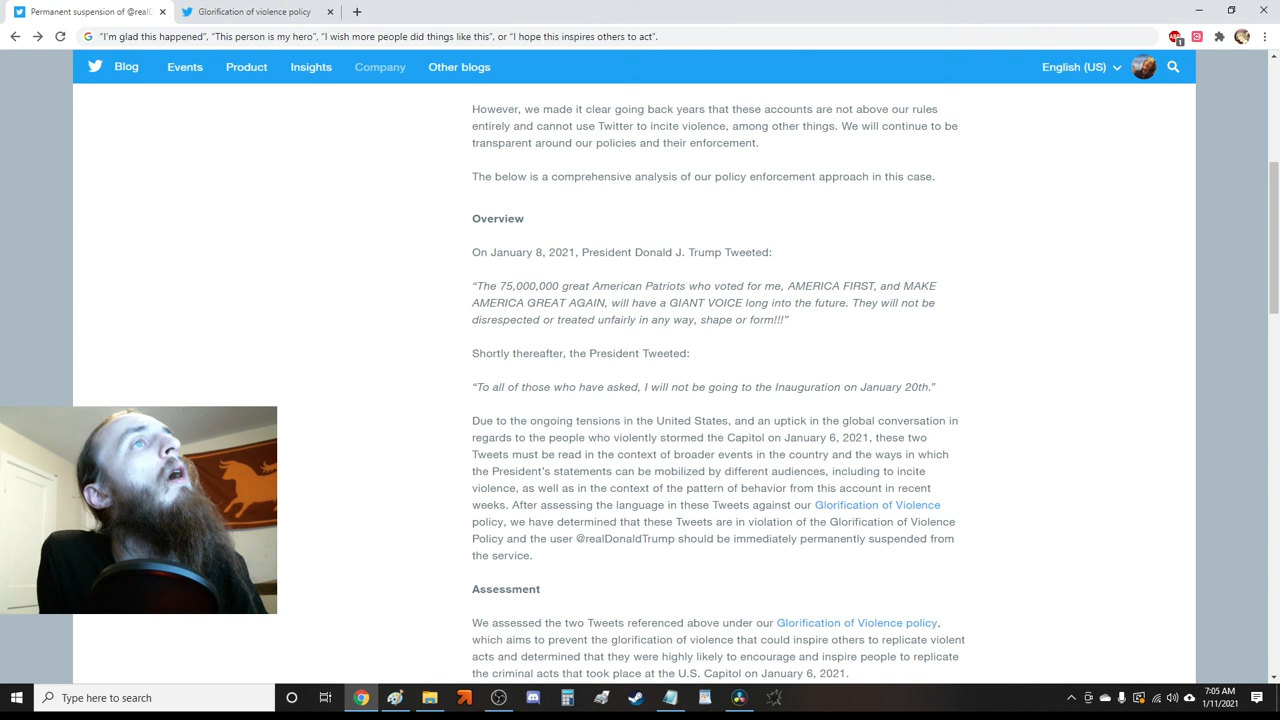 Permanent suspension of @realD
Glorification of violence policy
"I'm glad this happened", "This person is my hero", "I wish more people did things like this", or "I hope this inspires others to act".
Blog
Events
Product
Insights
Company
Other blogs
English (US)
However, we made it clear going back years that these accounts are not above our rules
entirely and cannot use Twitter to incite violence, among other things. We will continue to be
transparent around our policies and their enforcement.
The below is a comprehensive analysis of our policy enforcement approach in this case.
Overview
On January 8, 2021, President Donald J. Trump Tweeted:
“The 75,000,000 great American Patriots who voted for me, AMERICA FIRST, and MAKE
AMERICA GREAT AGAIN, will have a GIANT VOICE long into the future. They will not be
disrespected or treated unfairly in any way, shape or form!!!”
Shortly thereafter, the President Tweeted:
“To all of those who have asked, I will not be going to the Inauguration on January 20th.”
Due to the ongoing tensions in the United States, and an uptick in the global conversation in
regards to the people who violently stormed the Capitol on January 6, 2021, these two
Tweets must be read in the context of broader events in the country and the ways in which
the President’s statements can be mobilized by different audiences, including to incite
violence, as well as in the context of the pattern of behavior from this account in recent
weeks. After assessing the language in these Tweets against our Glorification of Violence
policy, we have determined that these Tweets are in violation of the Glorification of Violence
Policy and the user @realDonaldTrump should be immediately permanently suspended from
the service.
Assessment
We assessed the two Tweets referenced above under our Glorification of Violence policy,
which aims to prevent the glorification of violence that could inspire others to replicate violent
acts and determined that they were highly likely to encourage and inspire people to replicate
the criminal acts that took place at the U.S. Capitol on January 6, 2021.
Type here to search
7:05 AM
1/11/2021